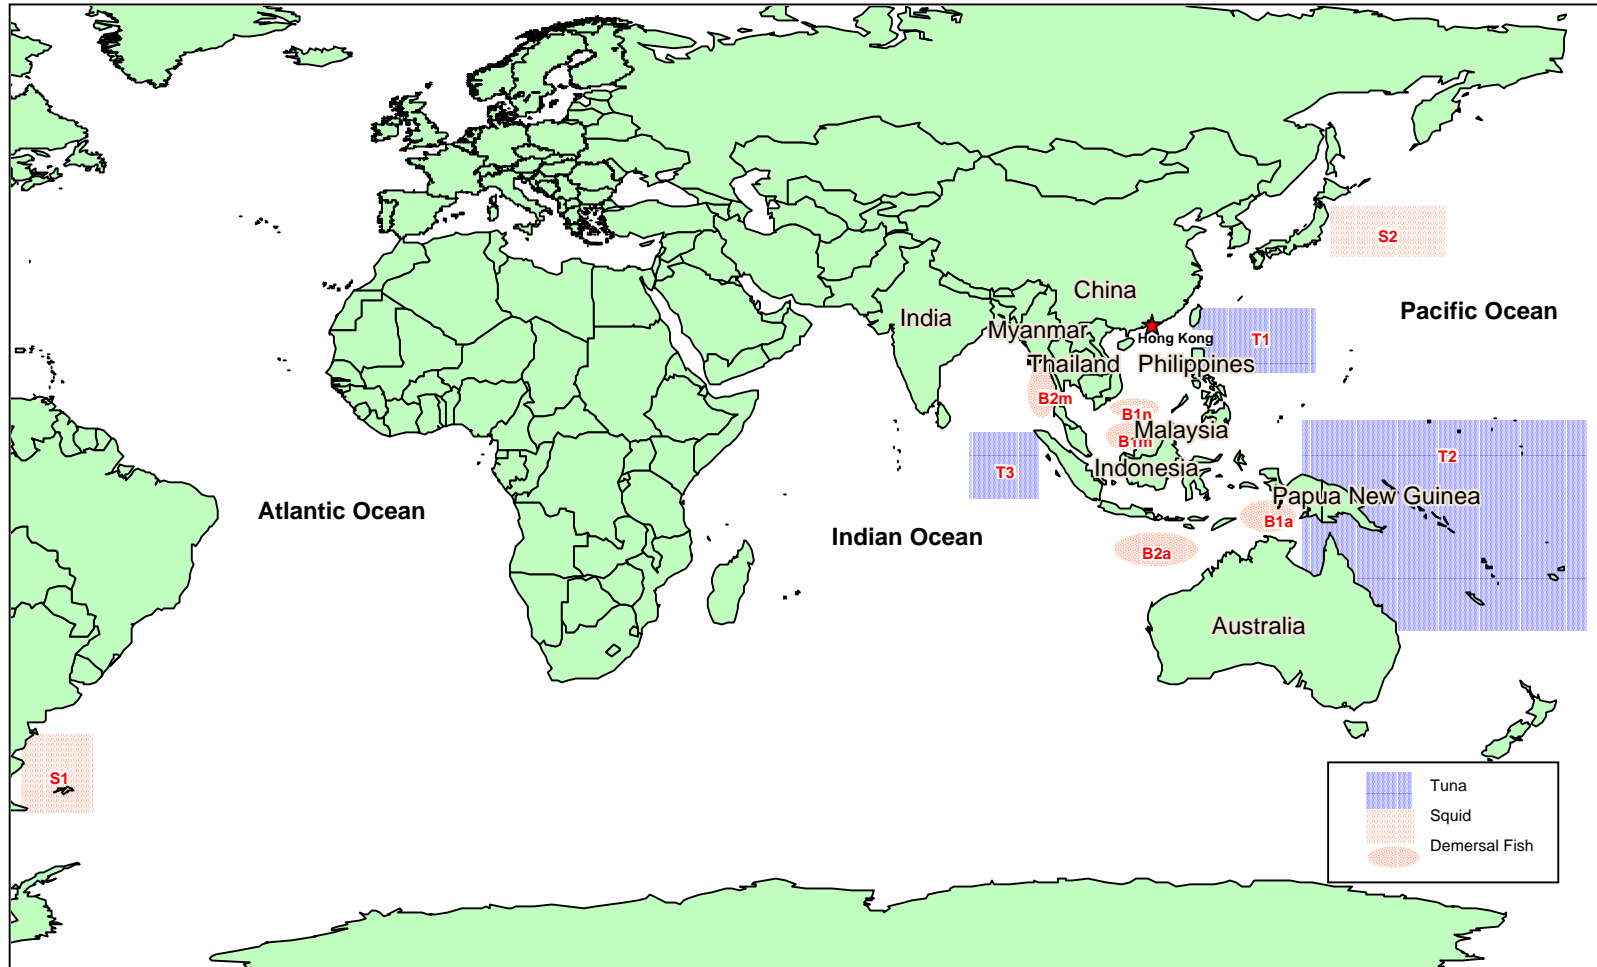 S2
China
Pacific Ocean
India
Myanmar
Hong Kong
T1
Thailand
Philippines
B2m
B1n
Malaysia
B1m
T2
Indonesia
T3
Papua New Guinea
Atlantic Ocean
B1a
Indian Ocean
B2a
Australia
S1
Tuna
Squid
Demersal Fish